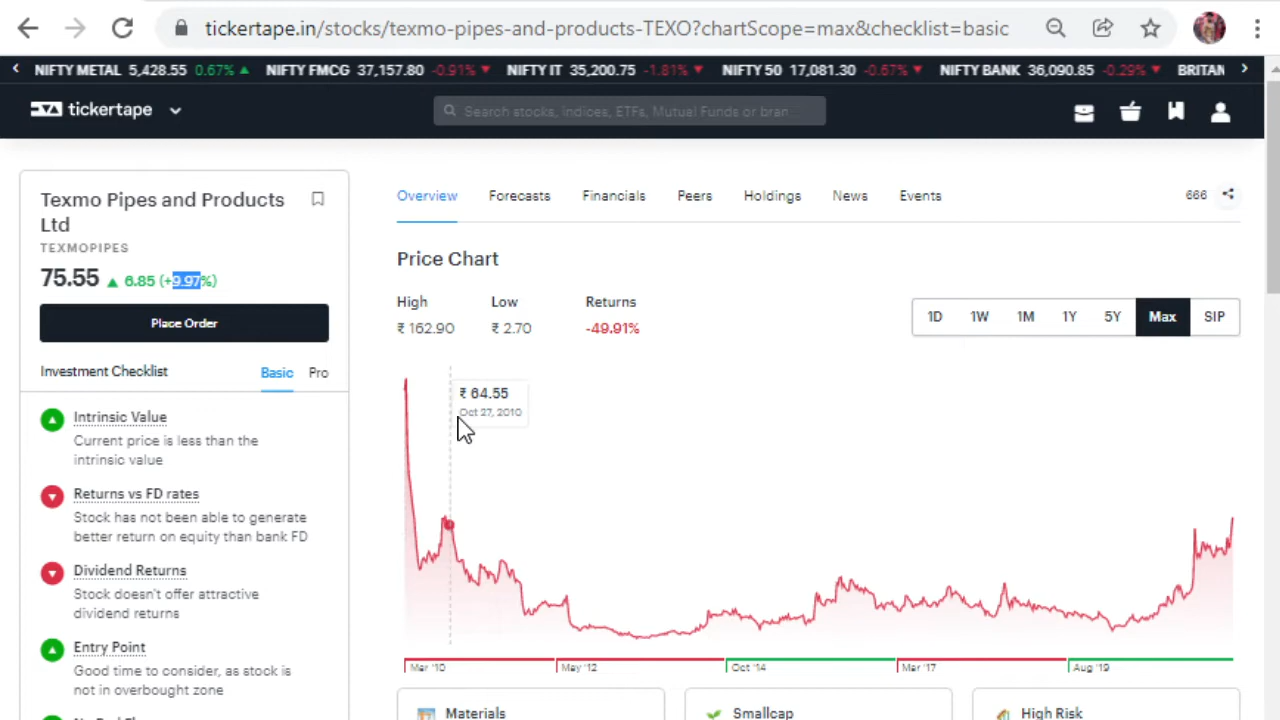 tickertape.in/stocks/texmo-pipes-and-products-TEXO?chartScope=max&checklist=basic
NIFTY METAL 5,428.55 0.67% ▲ NIFTY FMCG 37,157.80 -0.91% ▼ NIFTY IT 35,200.75 -1.81% ▼ NIFTY 50 17,081.30 -0.67% ▼ NIFTY BANK 36,090.85 -0.29% ▼ BRITAN
tickertape
Search stocks, indices, ETFs, Mutual Funds or bran...
Texmo Pipes and Products
Ltd
TEXMOPIPES
75.55 ▲ 6.85 (+9.97%)
Place Order
Investment Checklist Basic Pro
Intrinsic Value
Current price is less than the
intrinsic value
Returns vs FD rates
Stock has not been able to generate
better return on equity than bank FD
Dividend Returns
Stock doesn't offer attractive
dividend returns
Entry Point
Good time to consider, as stock is
not in overbought zone
Overview Forecasts Financials Peers Holdings News Events 666
Price Chart
High Low Returns
₹ 162.90 ₹ 2.70 -49.91%
1D 1W 1M 1Y 5Y Max SIP
₹ 64.55
Oct 27, 2010
Mar '10 May '12 Oct '14 Mar '17 Aug '19
Materials Smallcap High Risk